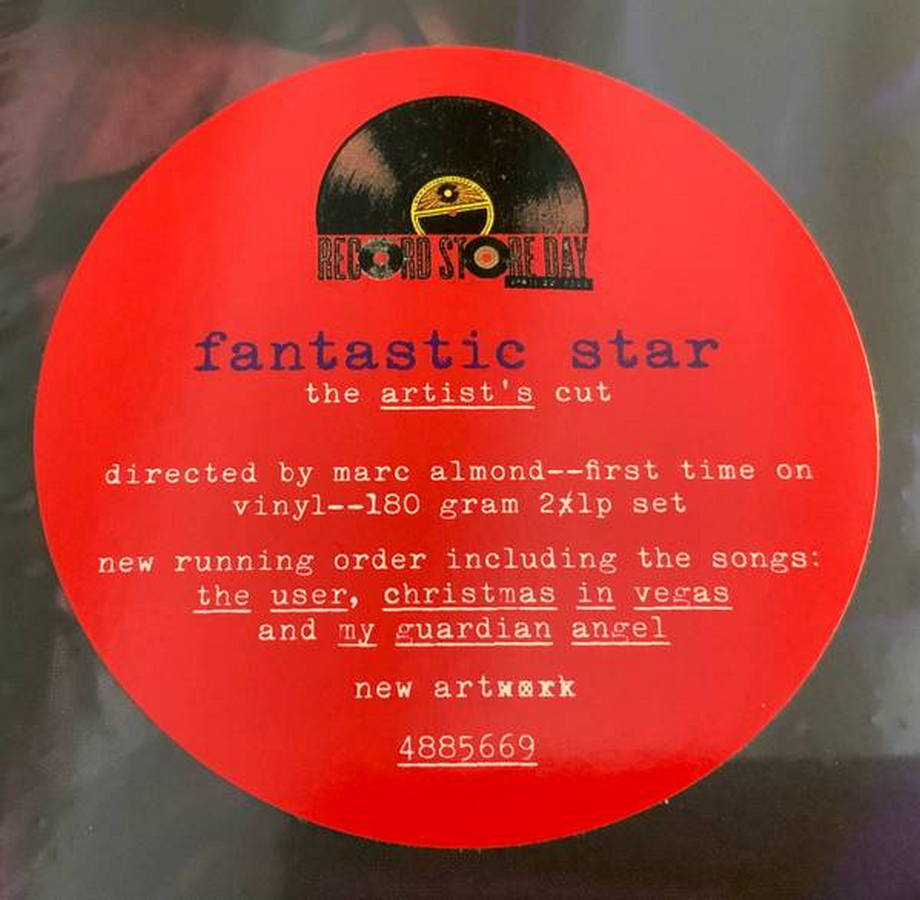 RECORD STORE DAY
fantastic star
the artist's cut
directed by marc almond--first time on
vinyl--180 gram 2xlp set
new running order including the songs:
the user, christmas in vegas
and my guardian angel
new artwork
4885669